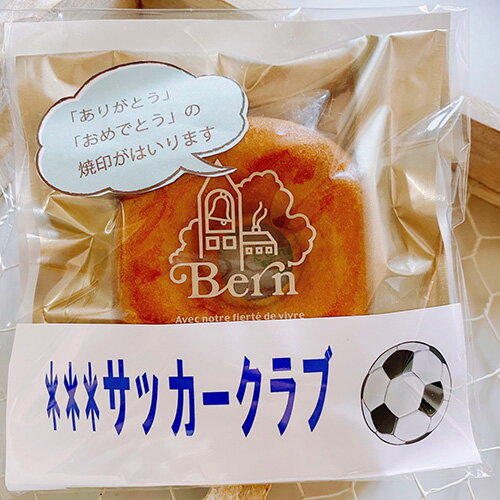 「ありがとう」
「おめでとう」の
焼印がはいります
Bern
Avec notre fierté de vivre
***サッカークラブ